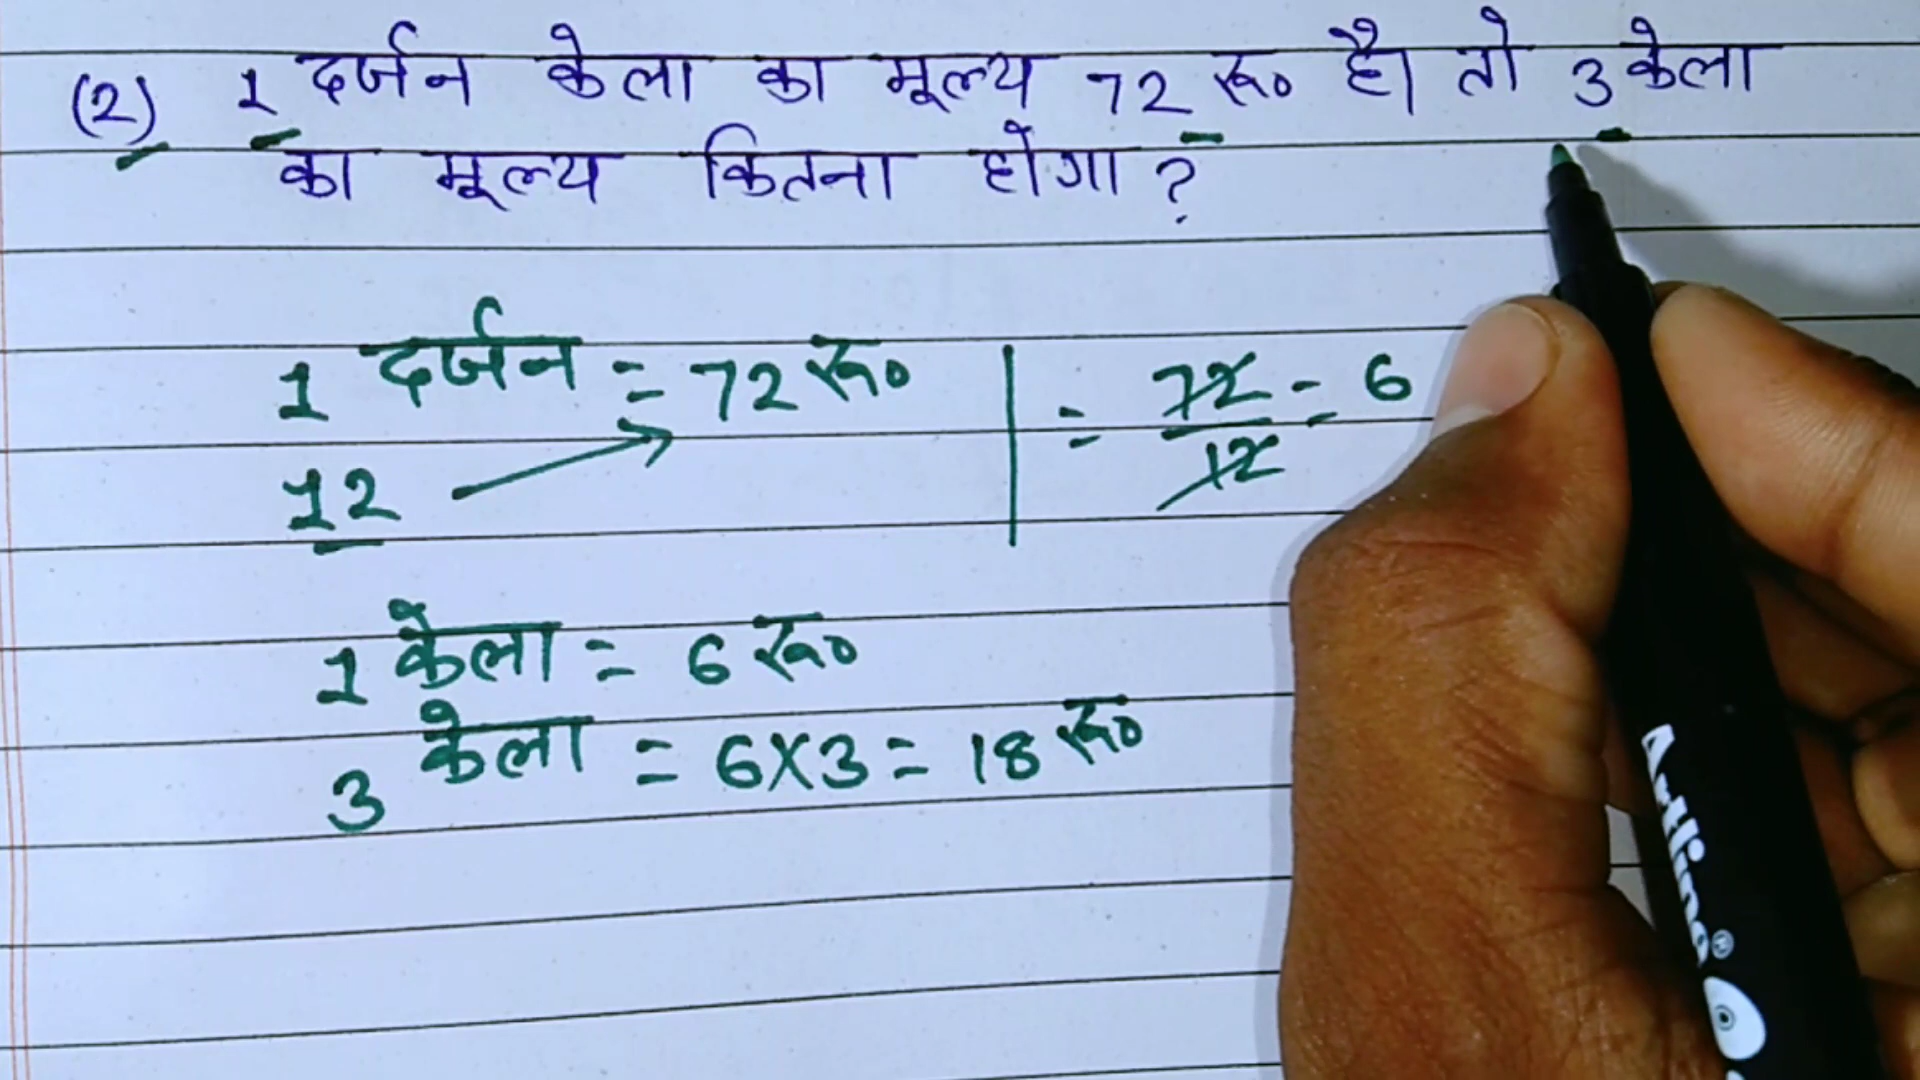 (2) 1 दर्जन केला का मूल्य 72 रू० है। तो 3 केला
का मूल्य कितना होगा ?
1 दर्जन = 72 रू०
12
= 72/12 = 6
1 केला = 6 रू०
3 केला = 6×3 = 18 रू०
Artline®